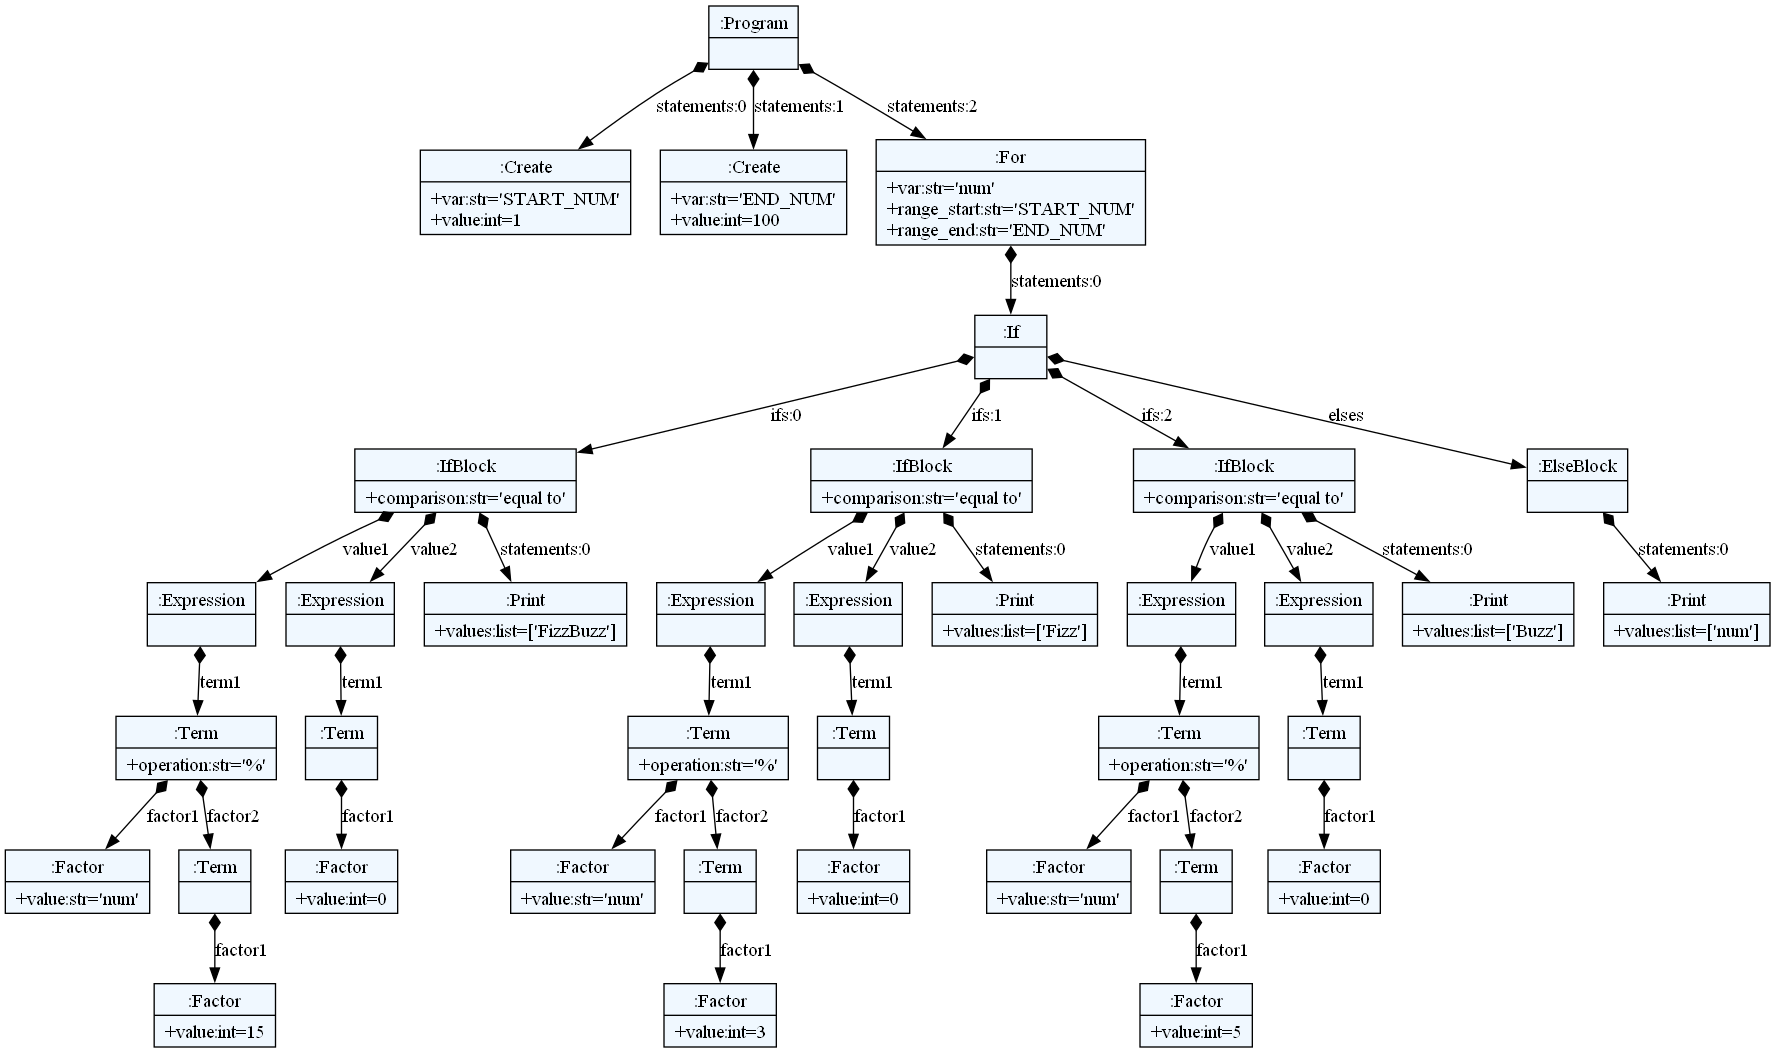 :Program
statements:0
statements:1
statements:2
:Create
+var:str='START_NUM'
+value:int=1
:Create
+var:str='END_NUM'
+value:int=100
:For
+var:str='num'
+range_start:str='START_NUM'
+range_end:str='END_NUM'
statements:0
:If
ifs:0
ifs:1
ifs:2
elses
:IfBlock
+comparison:str='equal to'
:IfBlock
+comparison:str='equal to'
:IfBlock
+comparison:str='equal to'
:ElseBlock
value1
value2
statements:0
value1
value2
statements:0
value1
value2
statements:0
statements:0
:Expression
:Expression
:Print
+values:list=['FizzBuzz']
:Expression
:Expression
:Print
+values:list=['Fizz']
:Expression
:Expression
:Print
+values:list=['Buzz']
:Print
+values:list=['num']
term1
term1
term1
term1
term1
term1
:Term
+operation:str='%'
:Term
:Term
+operation:str='%'
:Term
:Term
+operation:str='%'
:Term
factor1
factor2
factor1
factor1
factor2
factor1
factor1
factor2
factor1
:Factor
+value:str='num'
:Term
:Factor
+value:int=0
:Factor
+value:str='num'
:Term
:Factor
+value:int=0
:Factor
+value:str='num'
:Term
:Factor
+value:int=0
factor1
factor1
factor1
:Factor
+value:int=15
:Factor
+value:int=3
:Factor
+value:int=5